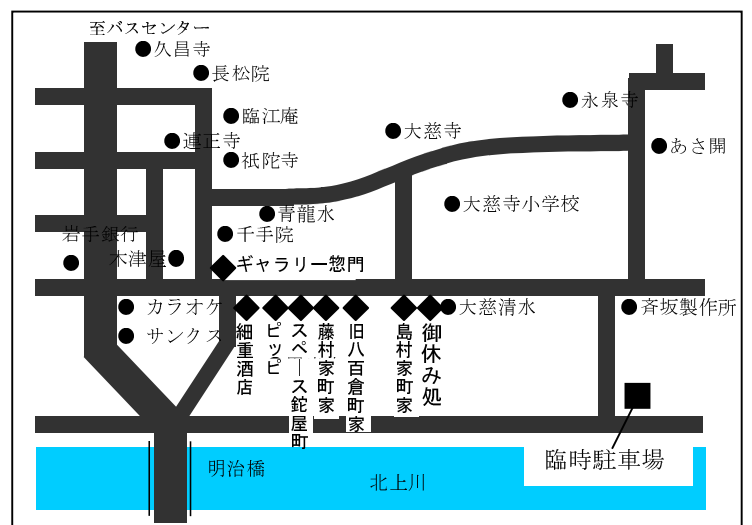 至バスセンター
久昌寺
長松院
永泉寺
臨江庵
大慈寺
連正寺
あさ開
祇陀寺
大慈寺小学校
青龍水
岩手銀行
千手院
木津屋
ギャラリー惣門
カラオケ
大慈清水
斉坂製作所
サンクス
細重酒店
ピッピ
スペース鉈屋町
藤村家町家
旧八百倉町家
島村家町家
御休み処
臨時駐車場
明治橋
北上川